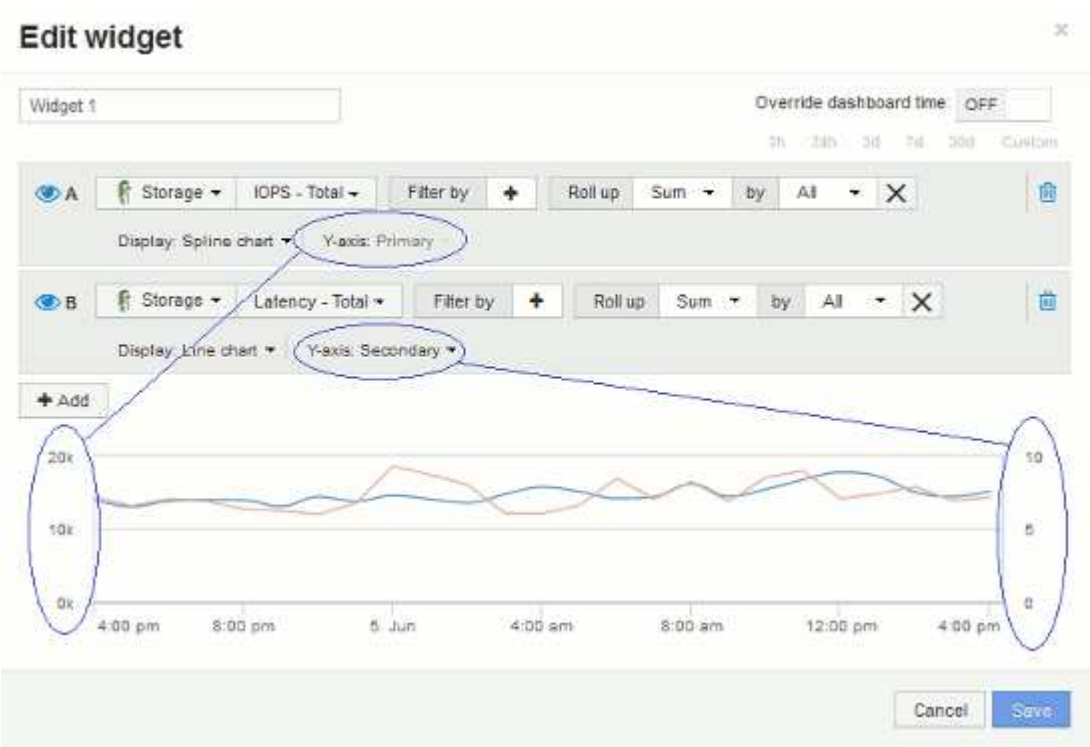 Edit widget
×
Widget 1
Override dashboard time OFF
3h 24h 3d 7d 30d Custom
A Storage IOPS - Total Filter by + Roll up Sum by All X
Display: Spline chart Y-axis: Primary
B Storage Latency - Total Filter by + Roll up Sum by All X
Display: Line chart Y-axis: Secondary
+ Add
20k 10
10k 5
0k 0
4:00 pm 8:00 pm 5. Jun 4:00 am 8:00 am 12:00 pm 4:00 pm
Cancel Save